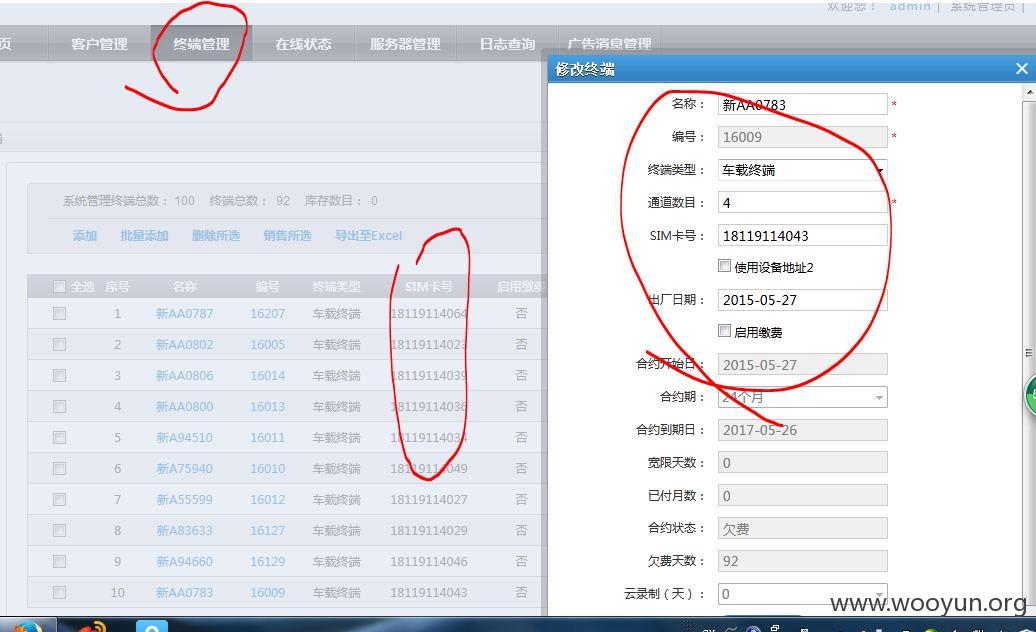 欢迎您！ admin | 系统管理员 |
页 客户管理 终端管理 在线状态 服务器管理 日志查询 广告消息管理
修改终端
系统管理终端总数： 100 终端总数： 92 库存数目： 0
添加 批量添加 删除所选 销售所选 导出至Excel
全选 序号 名称 编号 终端类型 SIM卡号 启用缴费
1 新AA0787 16207 车载终端 18119114064 否
2 新AA0802 16005 车载终端 18119114023 否
3 新AA0806 16014 车载终端 18119114039 否
4 新AA0800 16013 车载终端 18119114036 否
5 新A94510 16011 车载终端 18119114034 否
6 新A75940 16010 车载终端 18119114049 否
7 新A55599 16012 车载终端 18119114027 否
8 新A83633 16127 车载终端 18119114029 否
9 新A94660 16129 车载终端 18119114046 否
10 新AA0783 16009 车载终端 18119114043 否
名称： 新AA0783 *
编号： 16009 *
终端类型： 车载终端
通道数目： 4 *
SIM卡号： 18119114043
使用设备地址2
出厂日期： 2015-05-27
启用缴费
合约开始日： 2015-05-27
合约期： 24个月
合约到期日： 2017-05-26
宽限天数： 0
已付月数： 0
合约状态： 欠费
欠费天数： 92
云录制（天）： 0
www.wooyun.org